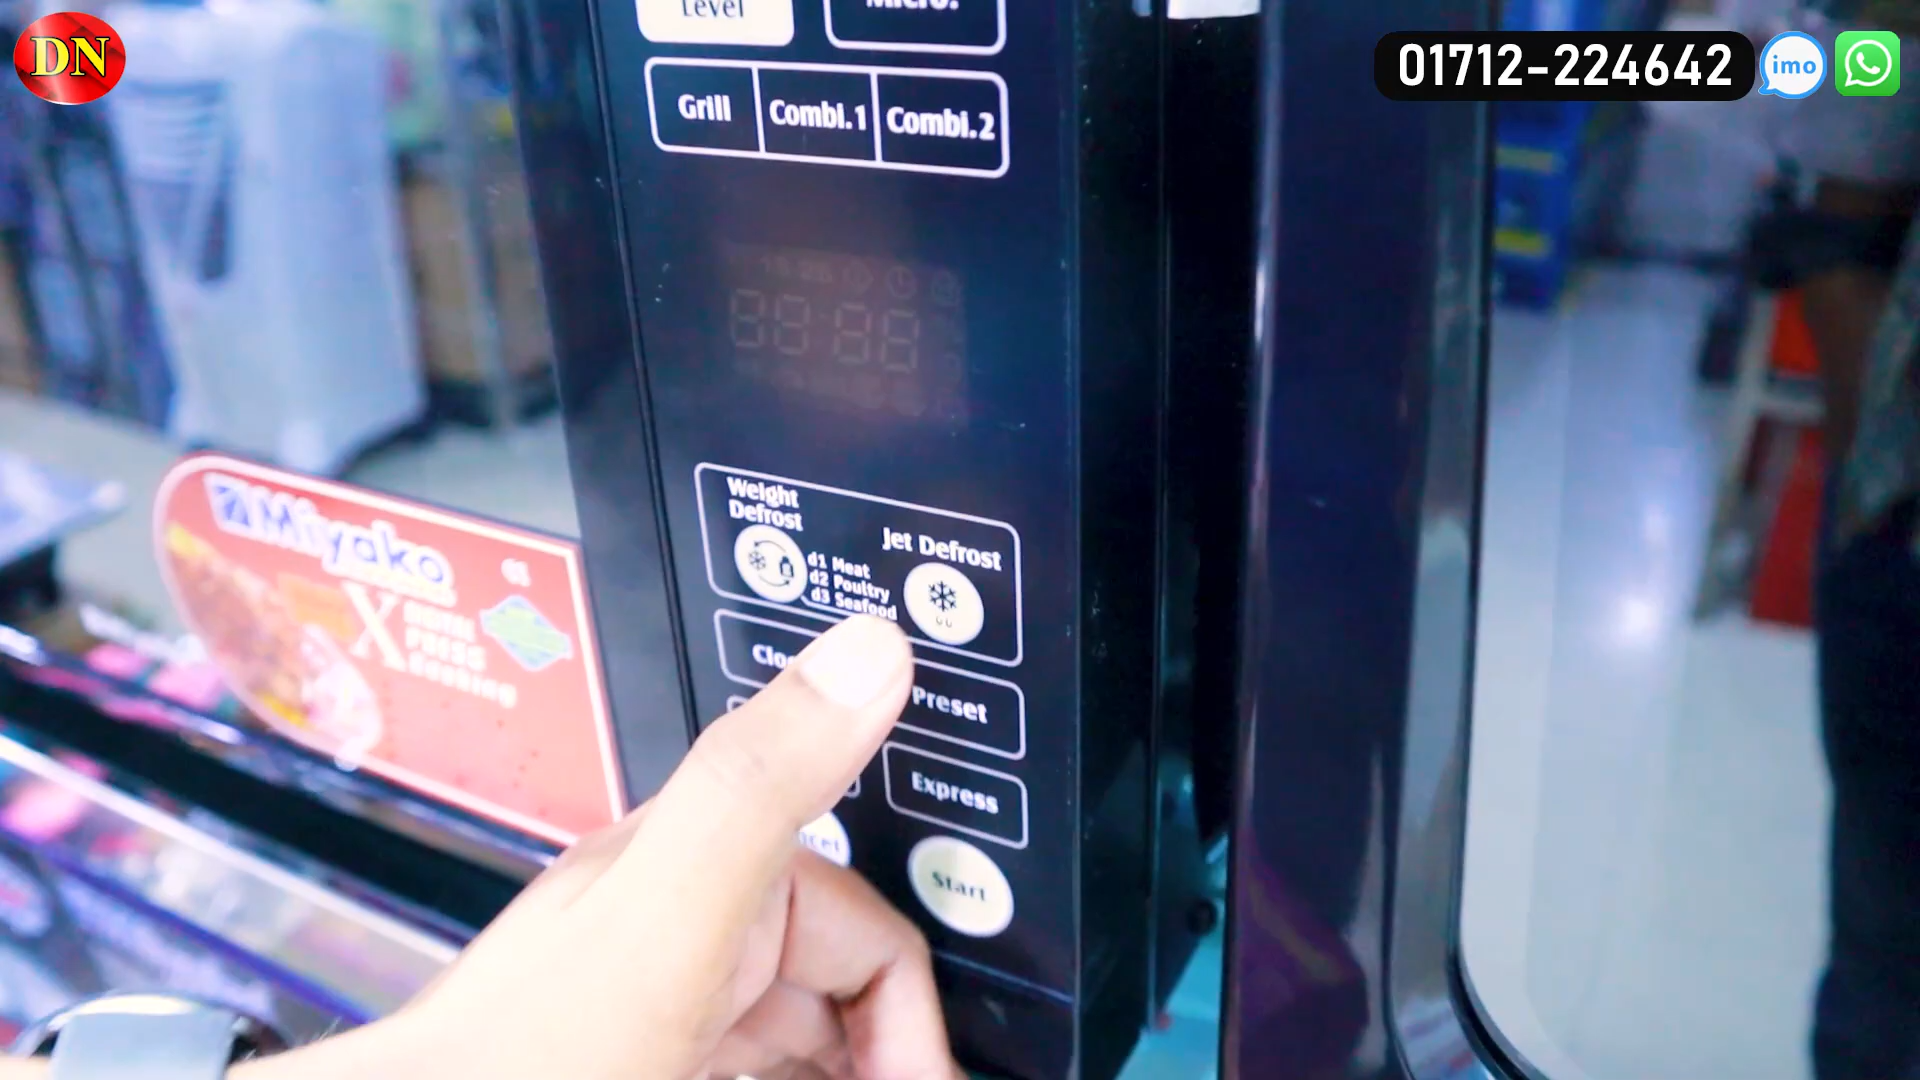 DN
01712-224642
imo
Level
Micro.
Grill
Combi.1
Combi.2
Weight
Defrost
Jet Defrost
d1 Meat
d2 Poultry
d3 Seafood
Preset
Express
Start
Miyako
X